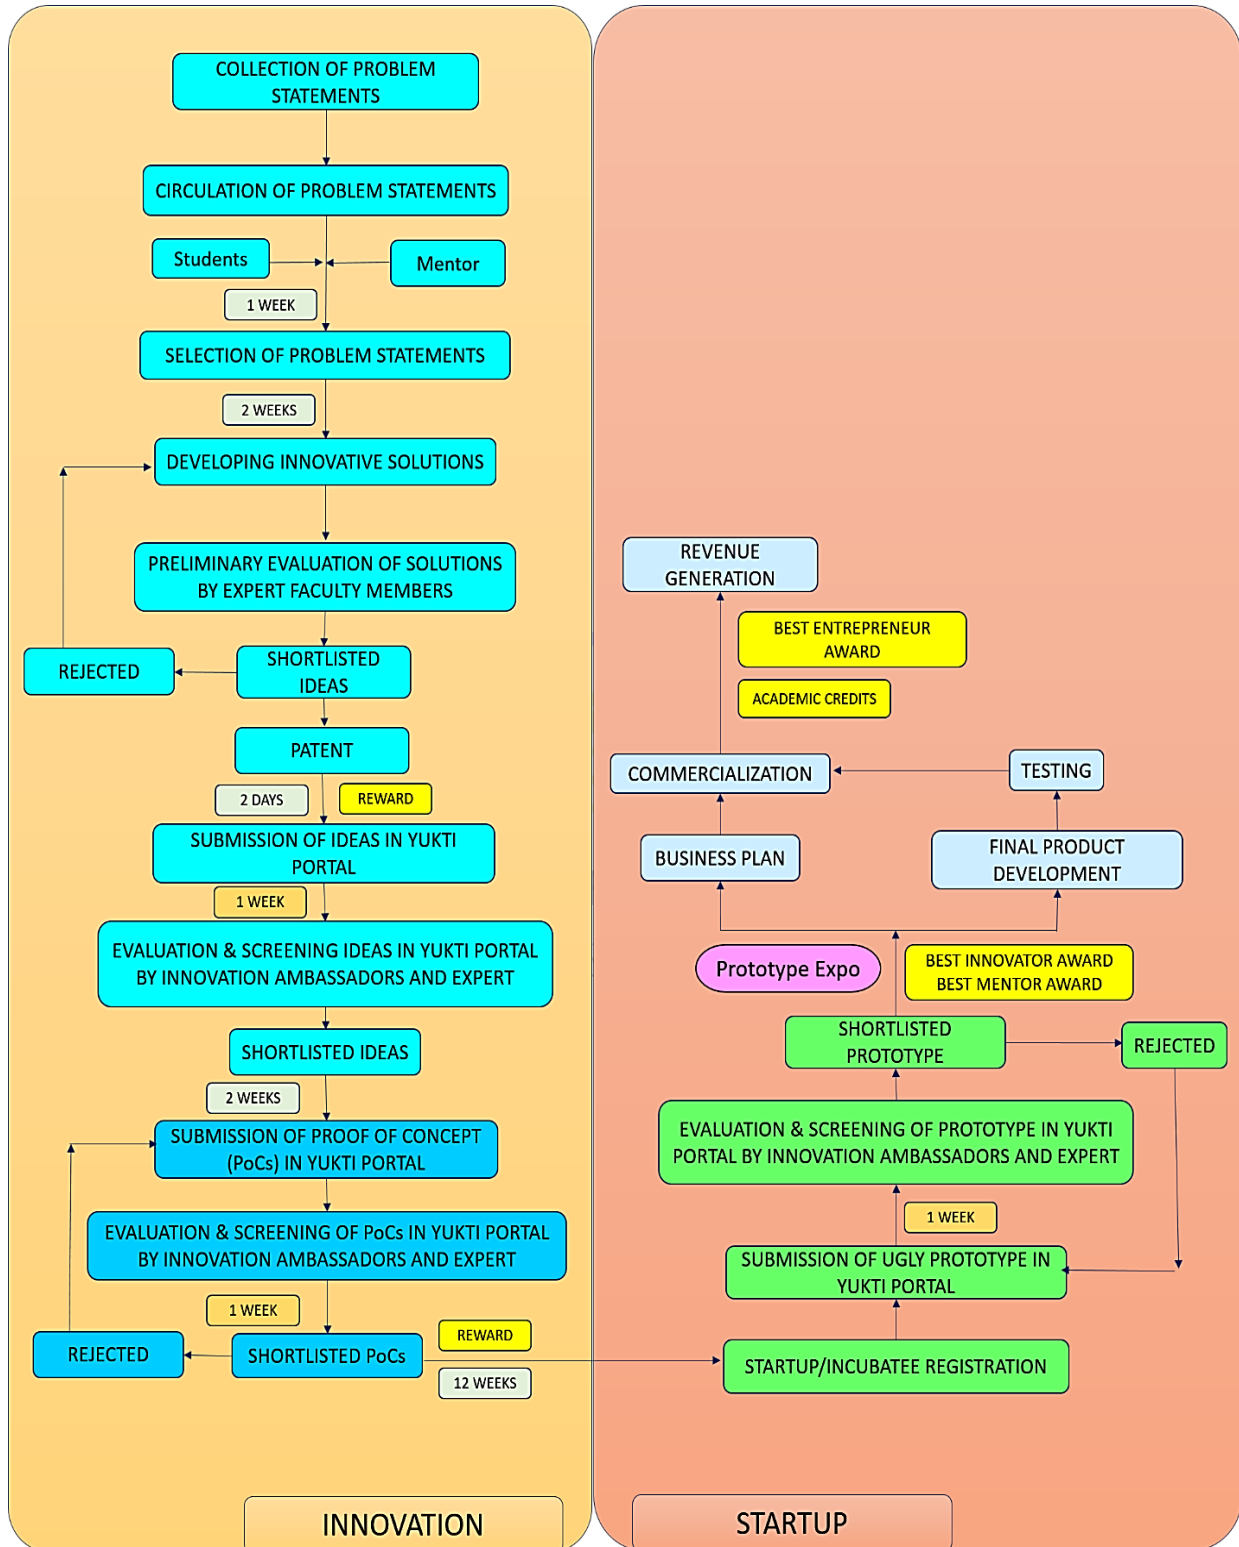 COLLECTION OF PROBLEM
STATEMENTS
CIRCULATION OF PROBLEM STATEMENTS
Students
Mentor
1 WEEK
SELECTION OF PROBLEM STATEMENTS
2 WEEKS
DEVELOPING INNOVATIVE SOLUTIONS
PRELIMINARY EVALUATION OF SOLUTIONS
BY EXPERT FACULTY MEMBERS
REJECTED
SHORTLISTED
IDEAS
PATENT
2 DAYS
REWARD
SUBMISSION OF IDEAS IN YUKTI
PORTAL
1 WEEK
EVALUATION & SCREENING IDEAS IN YUKTI PORTAL
BY INNOVATION AMBASSADORS AND EXPERT
SHORTLISTED IDEAS
2 WEEKS
SUBMISSION OF PROOF OF CONCEPT
(PoCs) IN YUKTI PORTAL
EVALUATION & SCREENING OF PoCs IN YUKTI PORTAL
BY INNOVATION AMBASSADORS AND EXPERT
1 WEEK
REJECTED
SHORTLISTED PoCs
REWARD
12 WEEKS
INNOVATION
REVENUE
GENERATION
BEST ENTREPRENEUR
AWARD
ACADEMIC CREDITS
COMMERCIALIZATION
TESTING
BUSINESS PLAN
FINAL PRODUCT
DEVELOPMENT
Prototype Expo
BEST INNOVATOR AWARD
BEST MENTOR AWARD
SHORTLISTED
PROTOTYPE
REJECTED
EVALUATION & SCREENING OF PROTOTYPE IN YUKTI
PORTAL BY INNOVATION AMBASSADORS AND EXPERT
1 WEEK
SUBMISSION OF UGLY PROTOTYPE IN
YUKTI PORTAL
STARTUP/INCUBATEE REGISTRATION
STARTUP